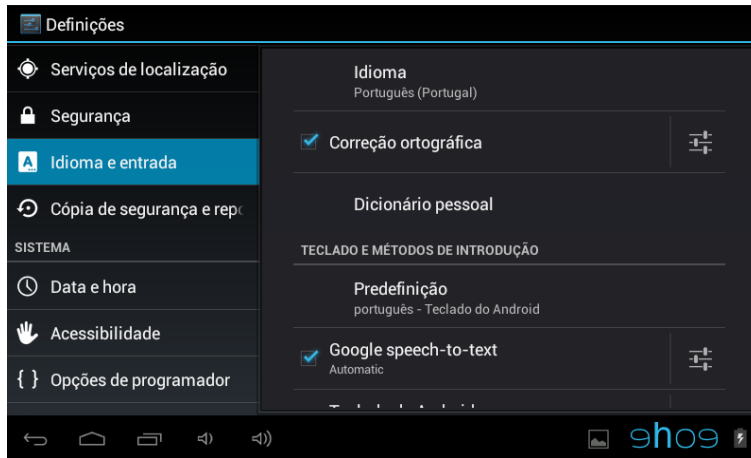 Definições
Serviços de localização
Segurança
Idioma e entrada
Cópia de segurança e
SISTEMA
Data e hora
Acessibilidade
{ } Opções de programador
Idioma
Português (Portugal)
Correção ortográfica
Dicionário pessoal
TECLADO E MÉTODOS DE INTRODUÇÃO
Predefinição
português - Teclado do Android
Google speech-to-text
Automatic
9h09